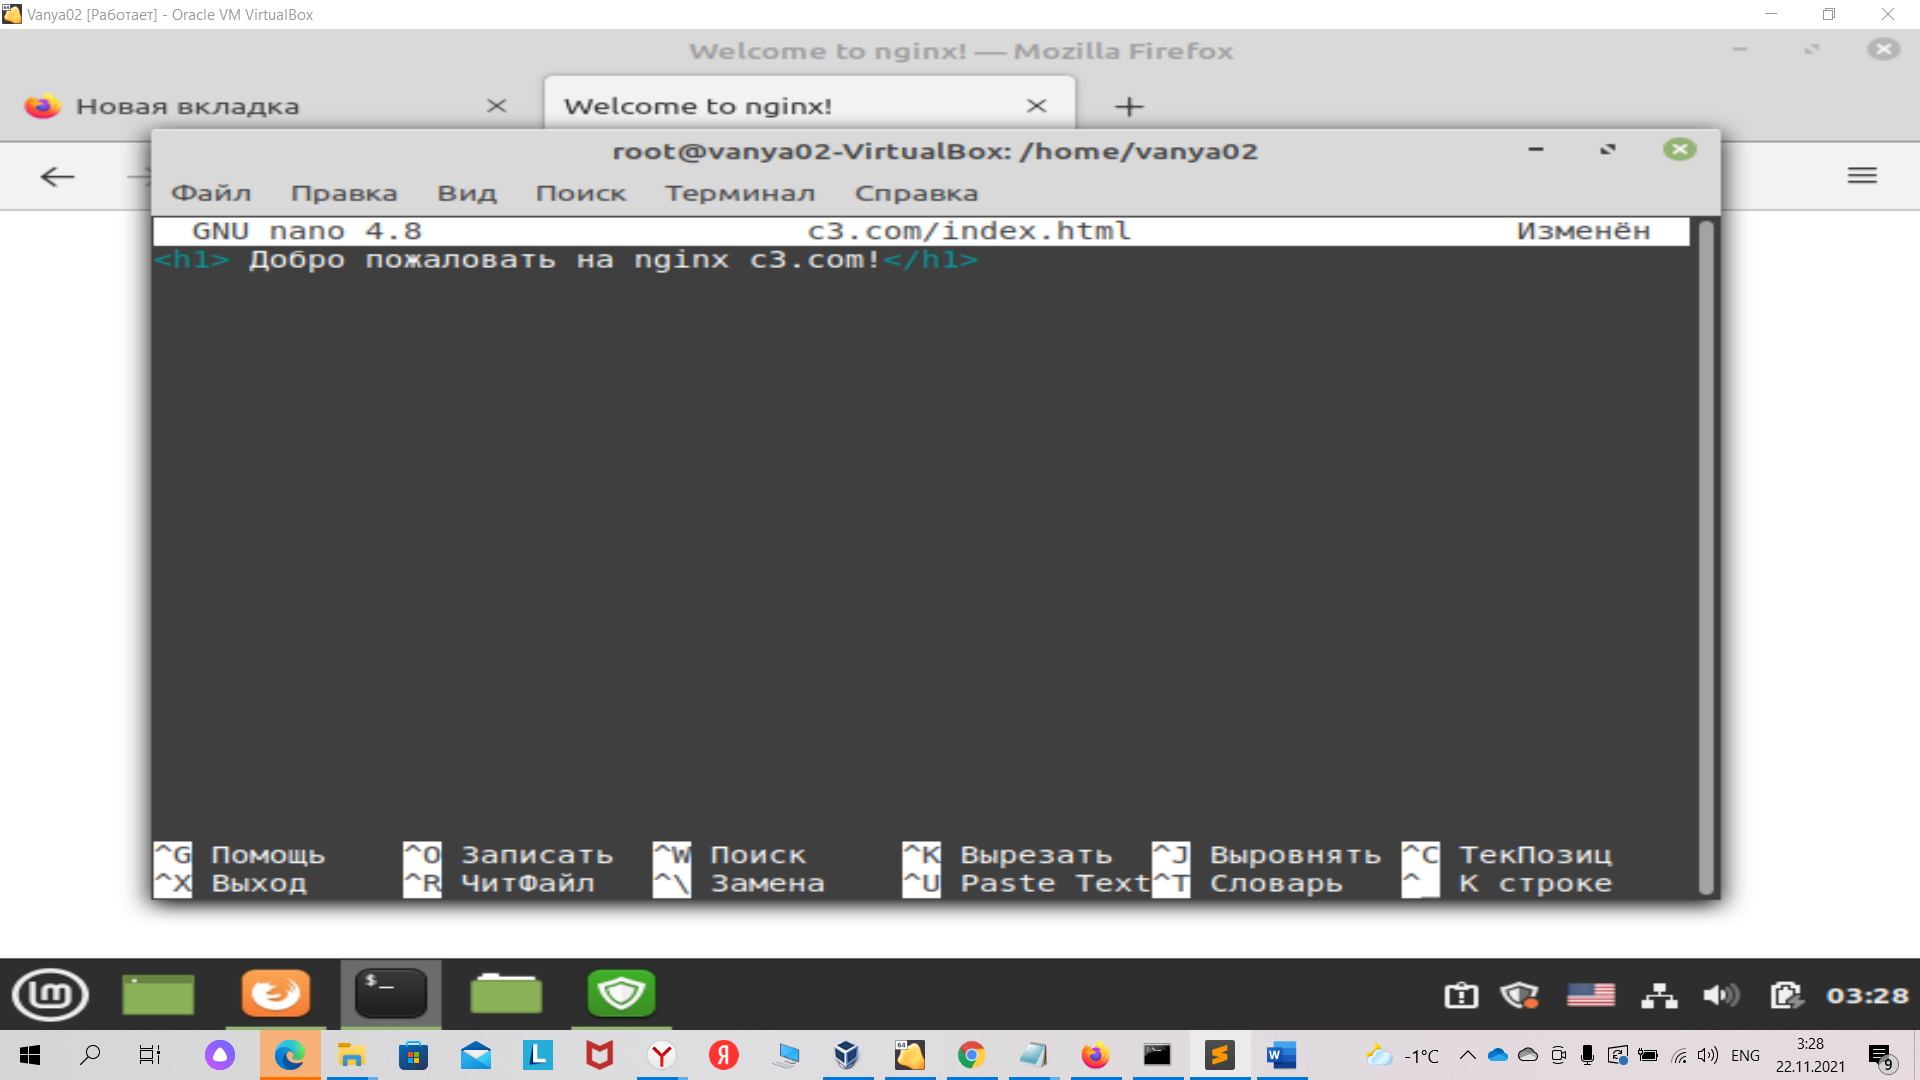 Vanya02 [Работает] - Oracle VM VirtualBox
Welcome to nginx! — Mozilla Firefox
Новая вкладка
Welcome to nginx!
root@vanya02-VirtualBox: /home/vanya02
Файл Правка Вид Поиск Терминал Справка
GNU nano 4.8 c3.com/index.html Изменён
<h1> Добро пожаловать на nginx c3.com!</h1>
^G Помощь ^O Записать ^W Поиск ^K Вырезать ^J Выровнять ^C ТекПозиц
^X Выход ^R ЧитФайл ^\ Замена ^U Paste Text ^T Словарь ^_ К строке
03:28
-1°C ENG 3:28
22.11.2021
9